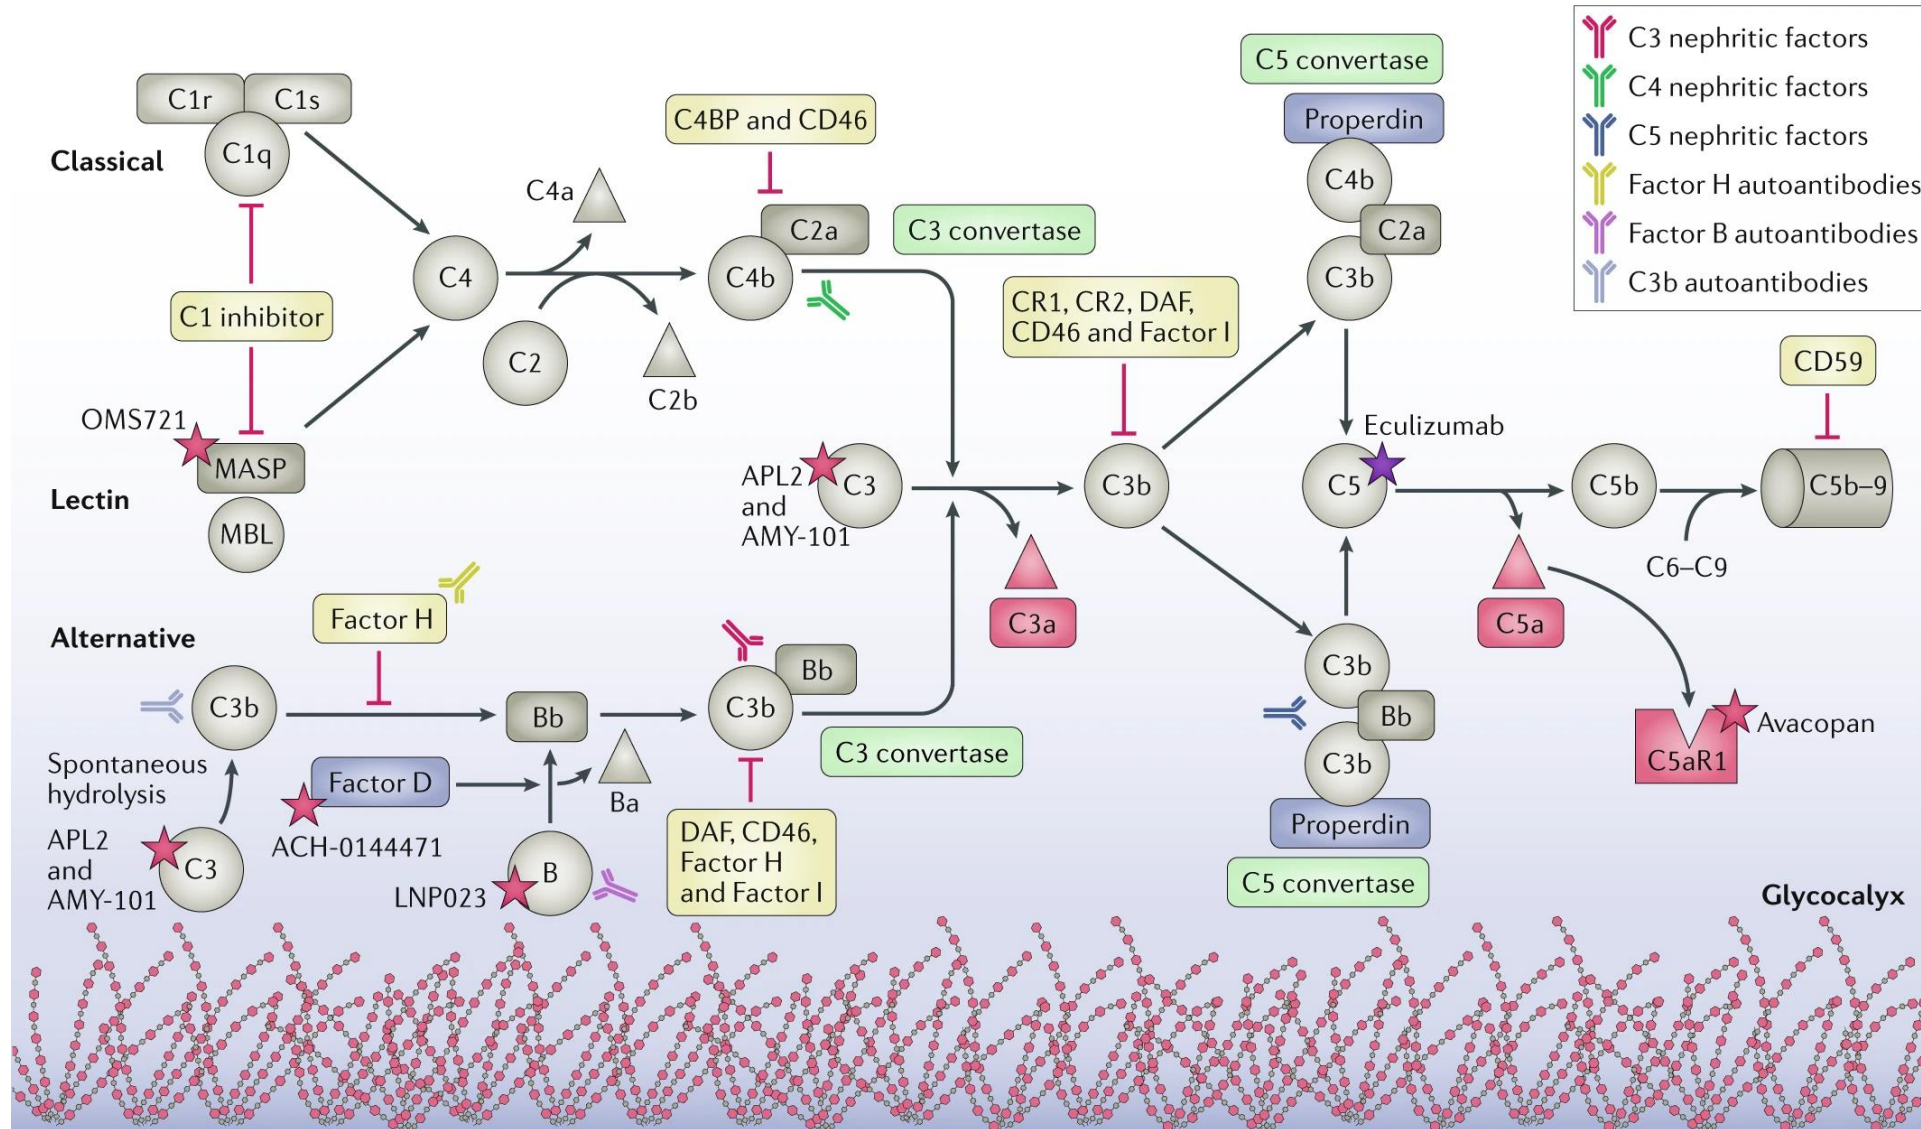 C5 convertase
C3 nephritic factors
C4 nephritic factors
C5 nephritic factors
Factor H autoantibodies
Factor B autoantibodies
C3b autoantibodies
C1r
C1s
C1q
Classical
C4BP and CD46
Properdin
C4b
C2a
C3b
C4a
C2a
C4b
C3 convertase
C4
C1 inhibitor
C2
C2b
CR1, CR2, DAF,
CD46 and Factor I
CD59
OMS721
MASP
Lectin
MBL
APL2
and
AMY-101
C3
C3b
Eculizumab
C5
C5b
C5b–9
C6–C9
C3a
C5a
Factor H
Alternative
C3b
Bb
C3b
Bb
C3 convertase
C3b
Bb
C3b
Properdin
C5 convertase
Avacopan
C5aR1
Spontaneous
hydrolysis
Factor D
Ba
ACH-0144471
APL2
and
AMY-101
C3
LNP023
B
DAF, CD46,
Factor H
and Factor I
Glycocalyx